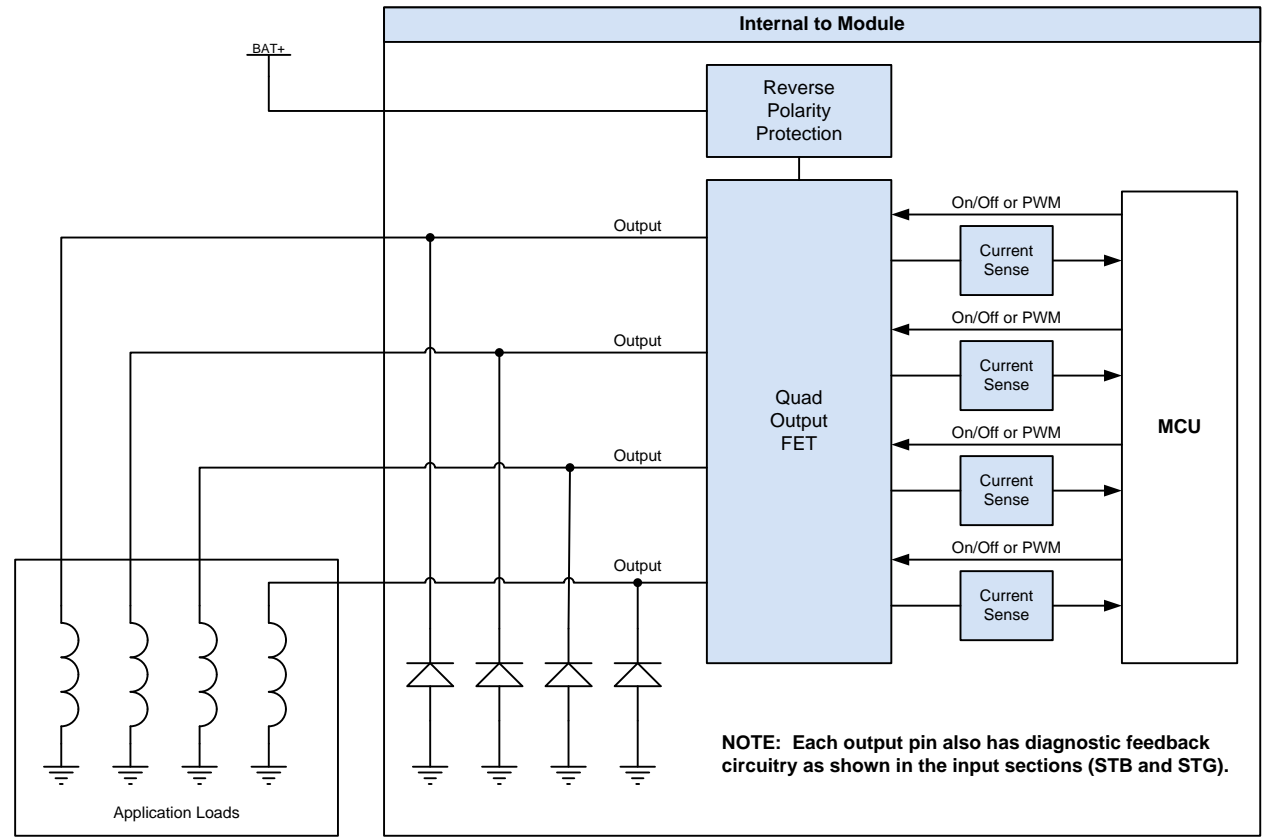 Internal to Module
BAT+
Reverse
Polarity
Protection
On/Off or PWM
Output
Current
Sense
On/Off or PWM
Output
Current
Sense
Quad
Output
FET
MCU
On/Off or PWM
Output
Current
Sense
On/Off or PWM
Output
Current
Sense
NOTE:  Each output pin also has diagnostic feedback
circuitry as shown in the input sections (STB and STG).
Application Loads